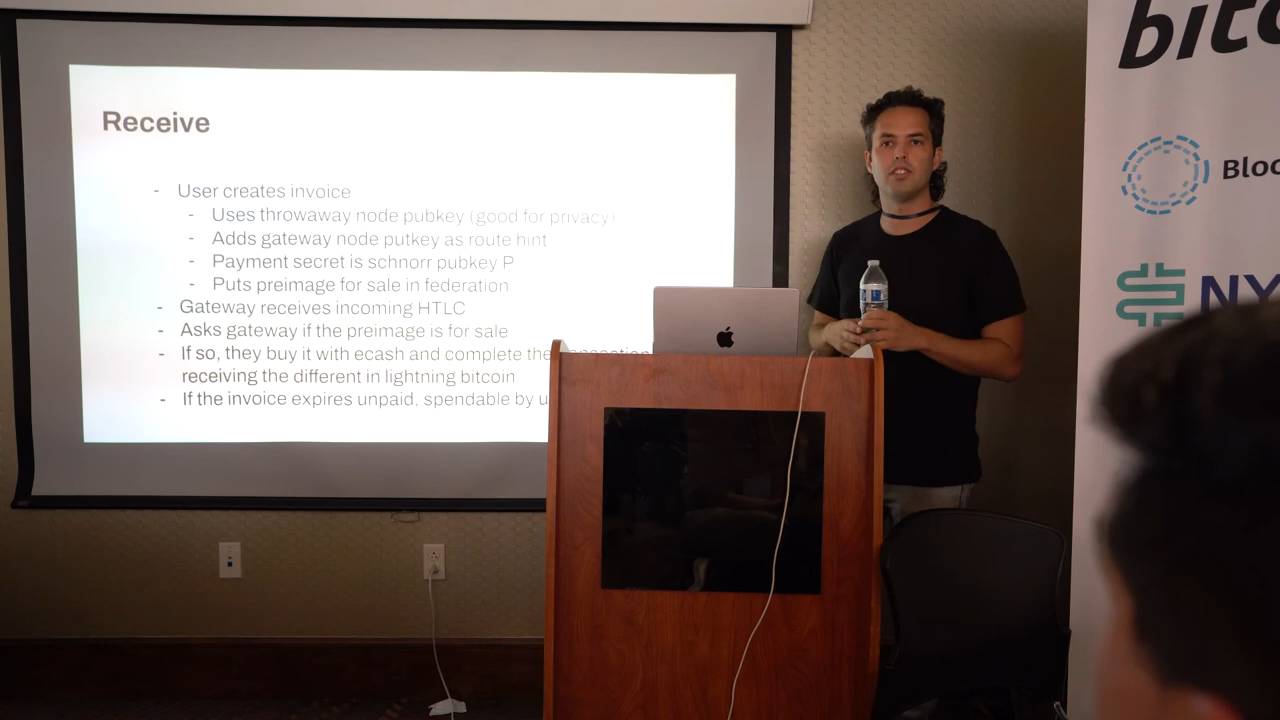 Receive
- User creates invoice
- Uses throwaway node pubkey (good for privacy)
- Adds gateway node putkey as route hint
- Payment secret is schnorr pubkey P
- Puts preimage for sale in federation
- Gateway receives incoming HTLC
- Asks gateway if the preimage is for sale
- If so, they buy it with ecash and complete the transaction
receiving the different in lightning bitcoin
- If the invoice expires unpaid, spendable by u
bitc
Bloc
NY